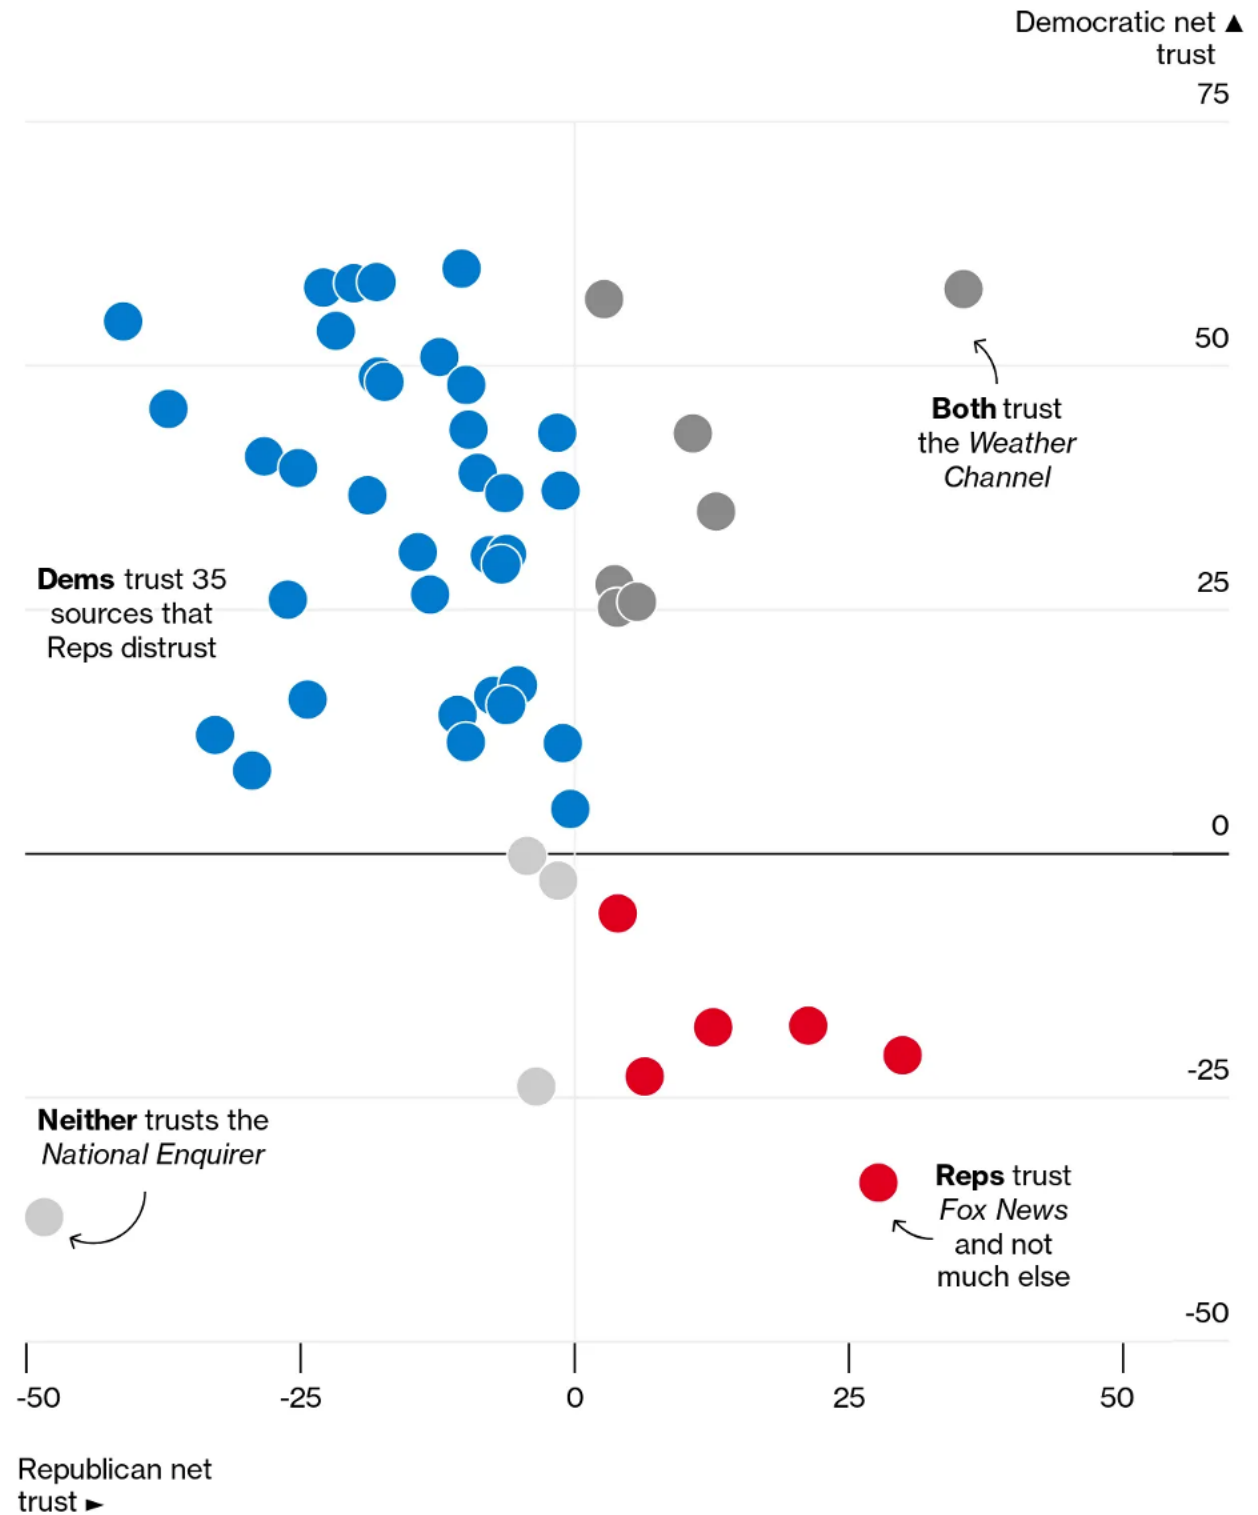 Democratic net ▲
trust
75
50
Both trust
the Weather
Channel
Dems trust 35
sources that
Reps distrust
25
0
-25
Neither trusts the
National Enquirer
Reps trust
Fox News
and not
much else
-50
-50 -25 0 25 50
Republican net
trust ►